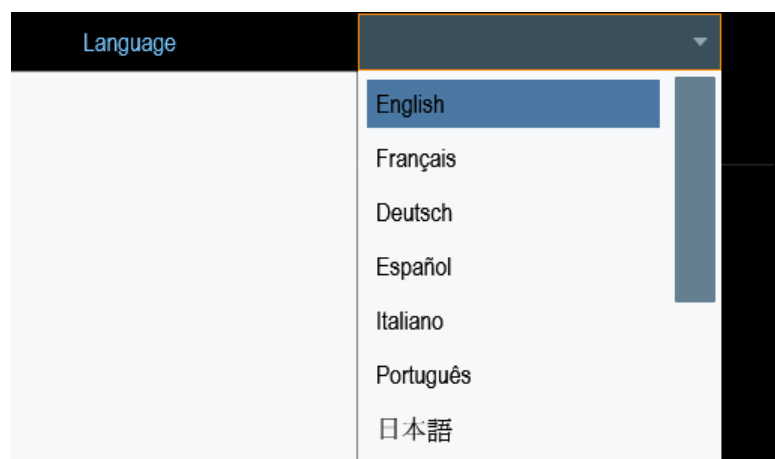 Language
English
Français
Deutsch
Español
Italiano
Português
日本語